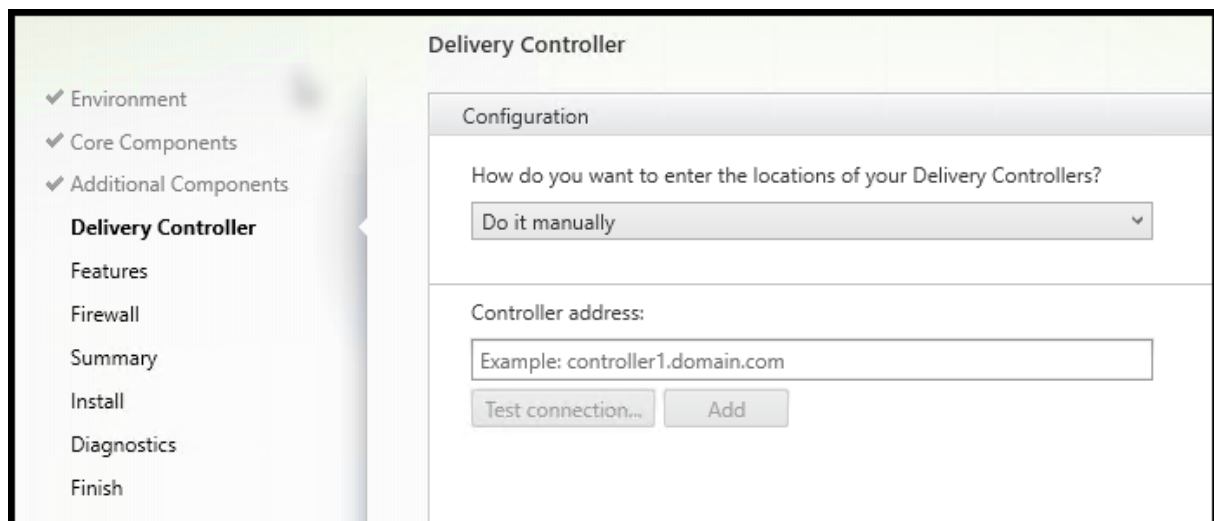 Delivery Controller
✔ Environment
✔ Core Components
✔ Additional Components
Delivery Controller
Features
Firewall
Summary
Install
Diagnostics
Finish
Configuration
How do you want to enter the locations of your Delivery Controllers?
Do it manually
Controller address:
Example: controller1.domain.com
Test connection... Add